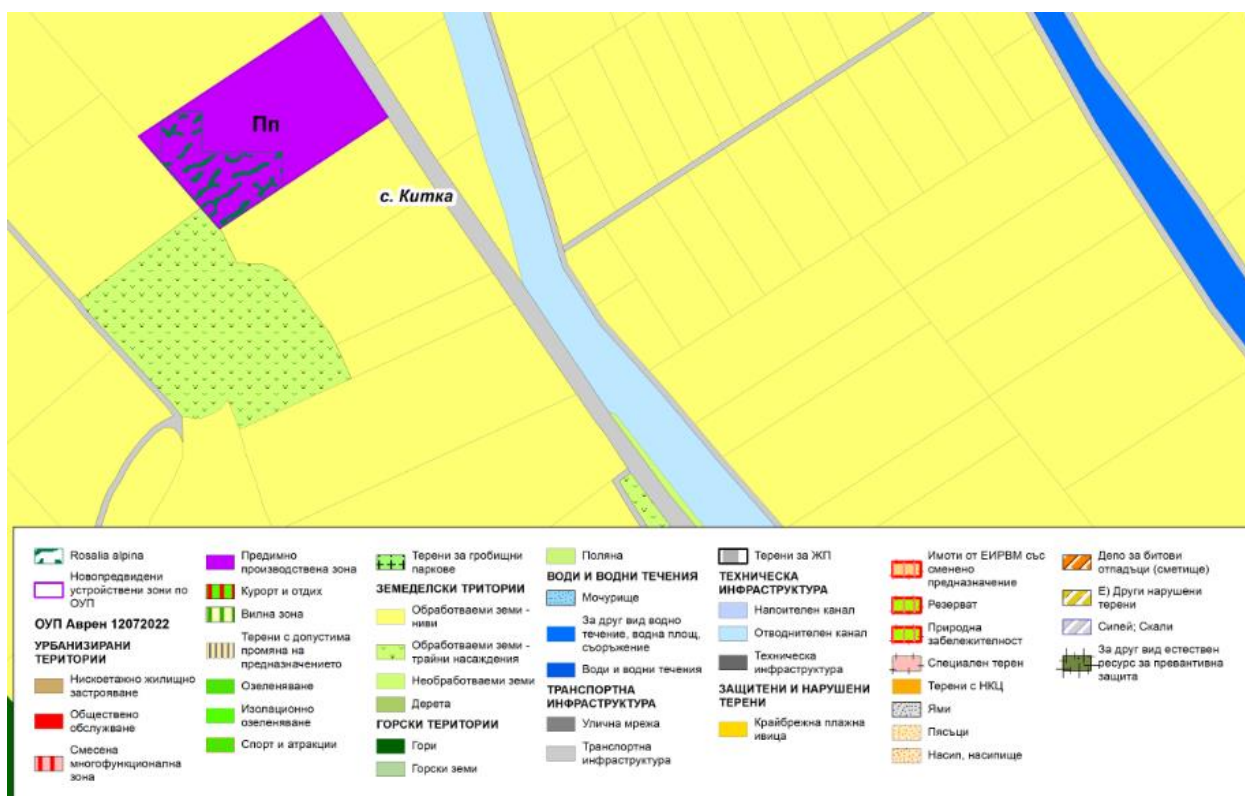 Пп
с. Китка
Rosalia alpina
Новопредвидени
устройствени зони по
ОУП
ОУП Аврен 12072022
УРБАНИЗИРАНИ
ТЕРИТОРИИ
Нискоетажно жилищно
застрояване
Обществено
обслужване
Смесена
многофункционална
зона
Предимно
производствена зона
Курорт и отдих
Вилна зона
Терени с допустима
промяна на
предназначението
Озеленяване
Изолационно
озеленяване
Спорт и атракции
Терени за гробищни
паркове
ЗЕМЕДЕЛСКИ ТРИТОРИИ
Обработваеми земи -
ниви
Обработваеми земи -
трайни насаждения
Необработваеми земи
Дерета
ГОРСКИ ТЕРИТОРИИ
Гори
Горски земи
Поляна
ВОДИ И ВОДНИ ТЕЧЕНИЯ
Мочурище
За друг вид водно
течение, водна площ,
съоръжение
Води и водни течения
ТРАНСПОРТНА
ИНФРАСТРУКТУРА
Улична мрежа
Транспортна
инфраструктура
Терени за ЖП
ТЕХНИЧЕСКА
ИНФРАСТРУКТУРА
Напоителен канал
Отводнителен канал
Техническа
инфраструктура
ЗАЩИТЕНИ И НАРУШЕНИ
ТЕРЕНИ
Крайбрежна плажна
ивица
Имоти от ЕИРВМ със
сменено
предназначение
Резерват
Природна
забележителност
Специален терен
Терени с НКЦ
Ями
Пясъци
Насип, насипище
Депо за битови
отпадъци (сметище)
Е) Други нарушени
терени
Сипей; Скали
За друг вид естествен
ресурс за превантивна
защита